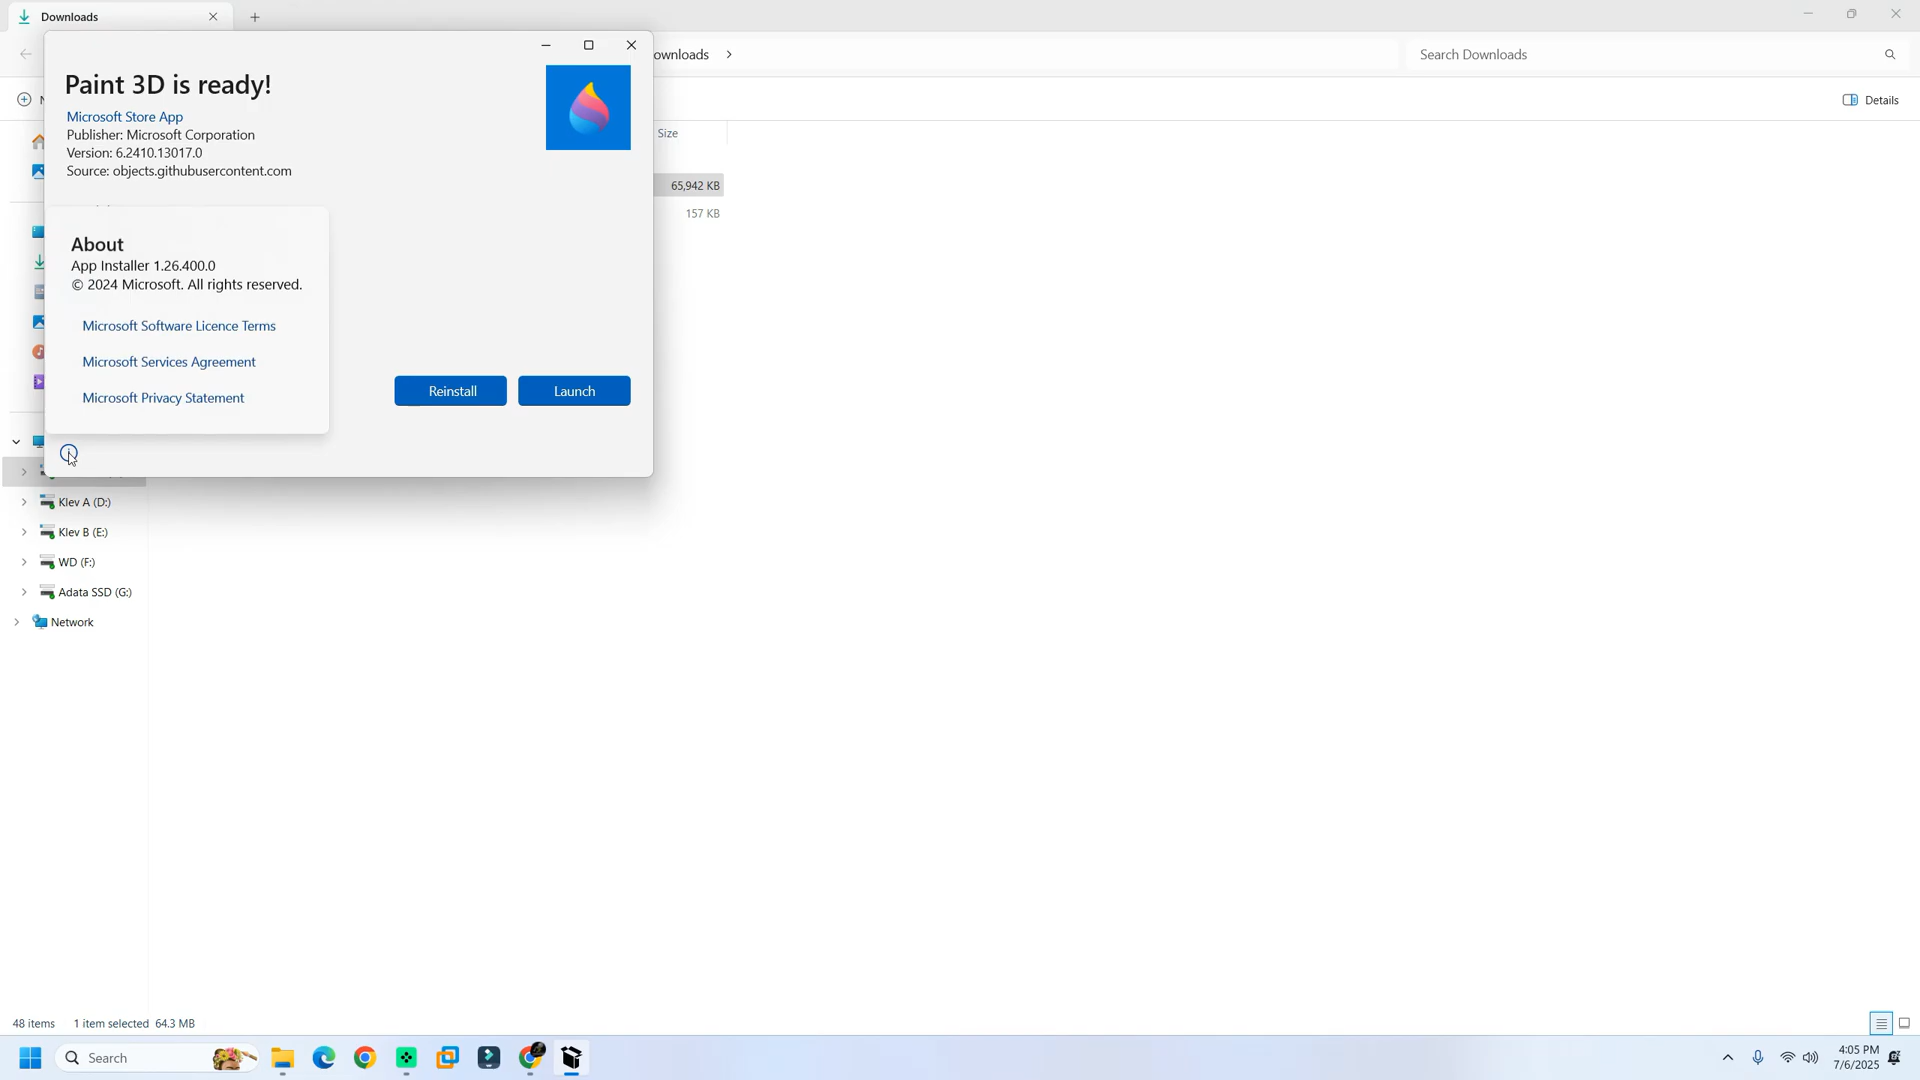 Downloads
ownloads
Search Downloads
N
Details
Size
65,942 KB
157 KB
Paint 3D is ready!
Microsoft Store App
Publisher: Microsoft Corporation
Version: 6.2410.13017.0
Source: objects.githubusercontent.com
About
App Installer 1.26.400.0
© 2024 Microsoft. All rights reserved.
Microsoft Software Licence Terms
Microsoft Services Agreement
Microsoft Privacy Statement
Reinstall
Launch
Klev A (D:)
Klev B (E:)
WD (F:)
Adata SSD (G:)
Network
48 items
1 item selected 64.3 MB
Search
4:05 PM
7/6/2025